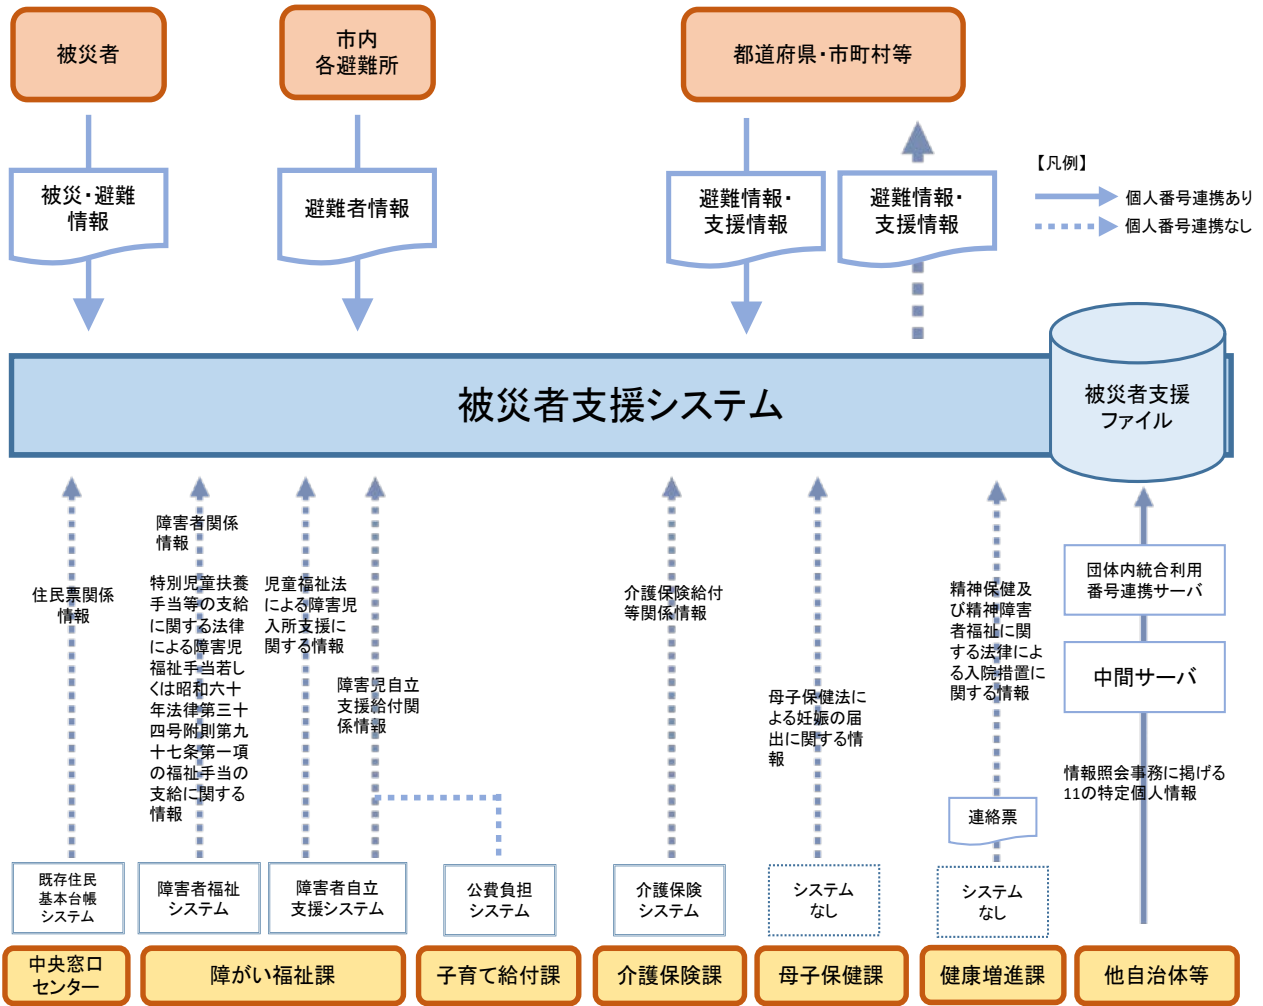 被災者
市内
各避難所
都道府県・市町村等
被災・避難
情報
避難者情報
避難情報・
支援情報
避難情報・
支援情報
【凡例】
個人番号連携あり
個人番号連携なし
被災者支援システム
被災者支援
ファイル
住民票関係
情報
障害者関係
情報
特別児童扶養
手当等の支給
に関する法律
による障害児
福祉手当若し
くは昭和六十
年法律第三十
四号附則第九
十七条第一項
の福祉手当の
支給に関する
情報
児童福祉法
による障害児
入所支援に
関する情報
障害児自立
支援給付関
係情報
介護保険給付
等関係情報
母子保健法に
よる妊娠の届
出に関する情
報
精神保健及
び精神障害
者福祉に関
する法律によ
る入院措置に
関する情報
連絡票
団体内統合利用
番号連携サーバ
中間サーバ
情報照会事務に掲げる
11の特定個人情報
既存住民
基本台帳
システム
障害者福祉
システム
障害者自立
支援システム
公費負担
システム
介護保険
システム
システム
なし
システム
なし
中央窓口
センター
障がい福祉課
子育て給付課
介護保険課
母子保健課
健康増進課
他自治体等